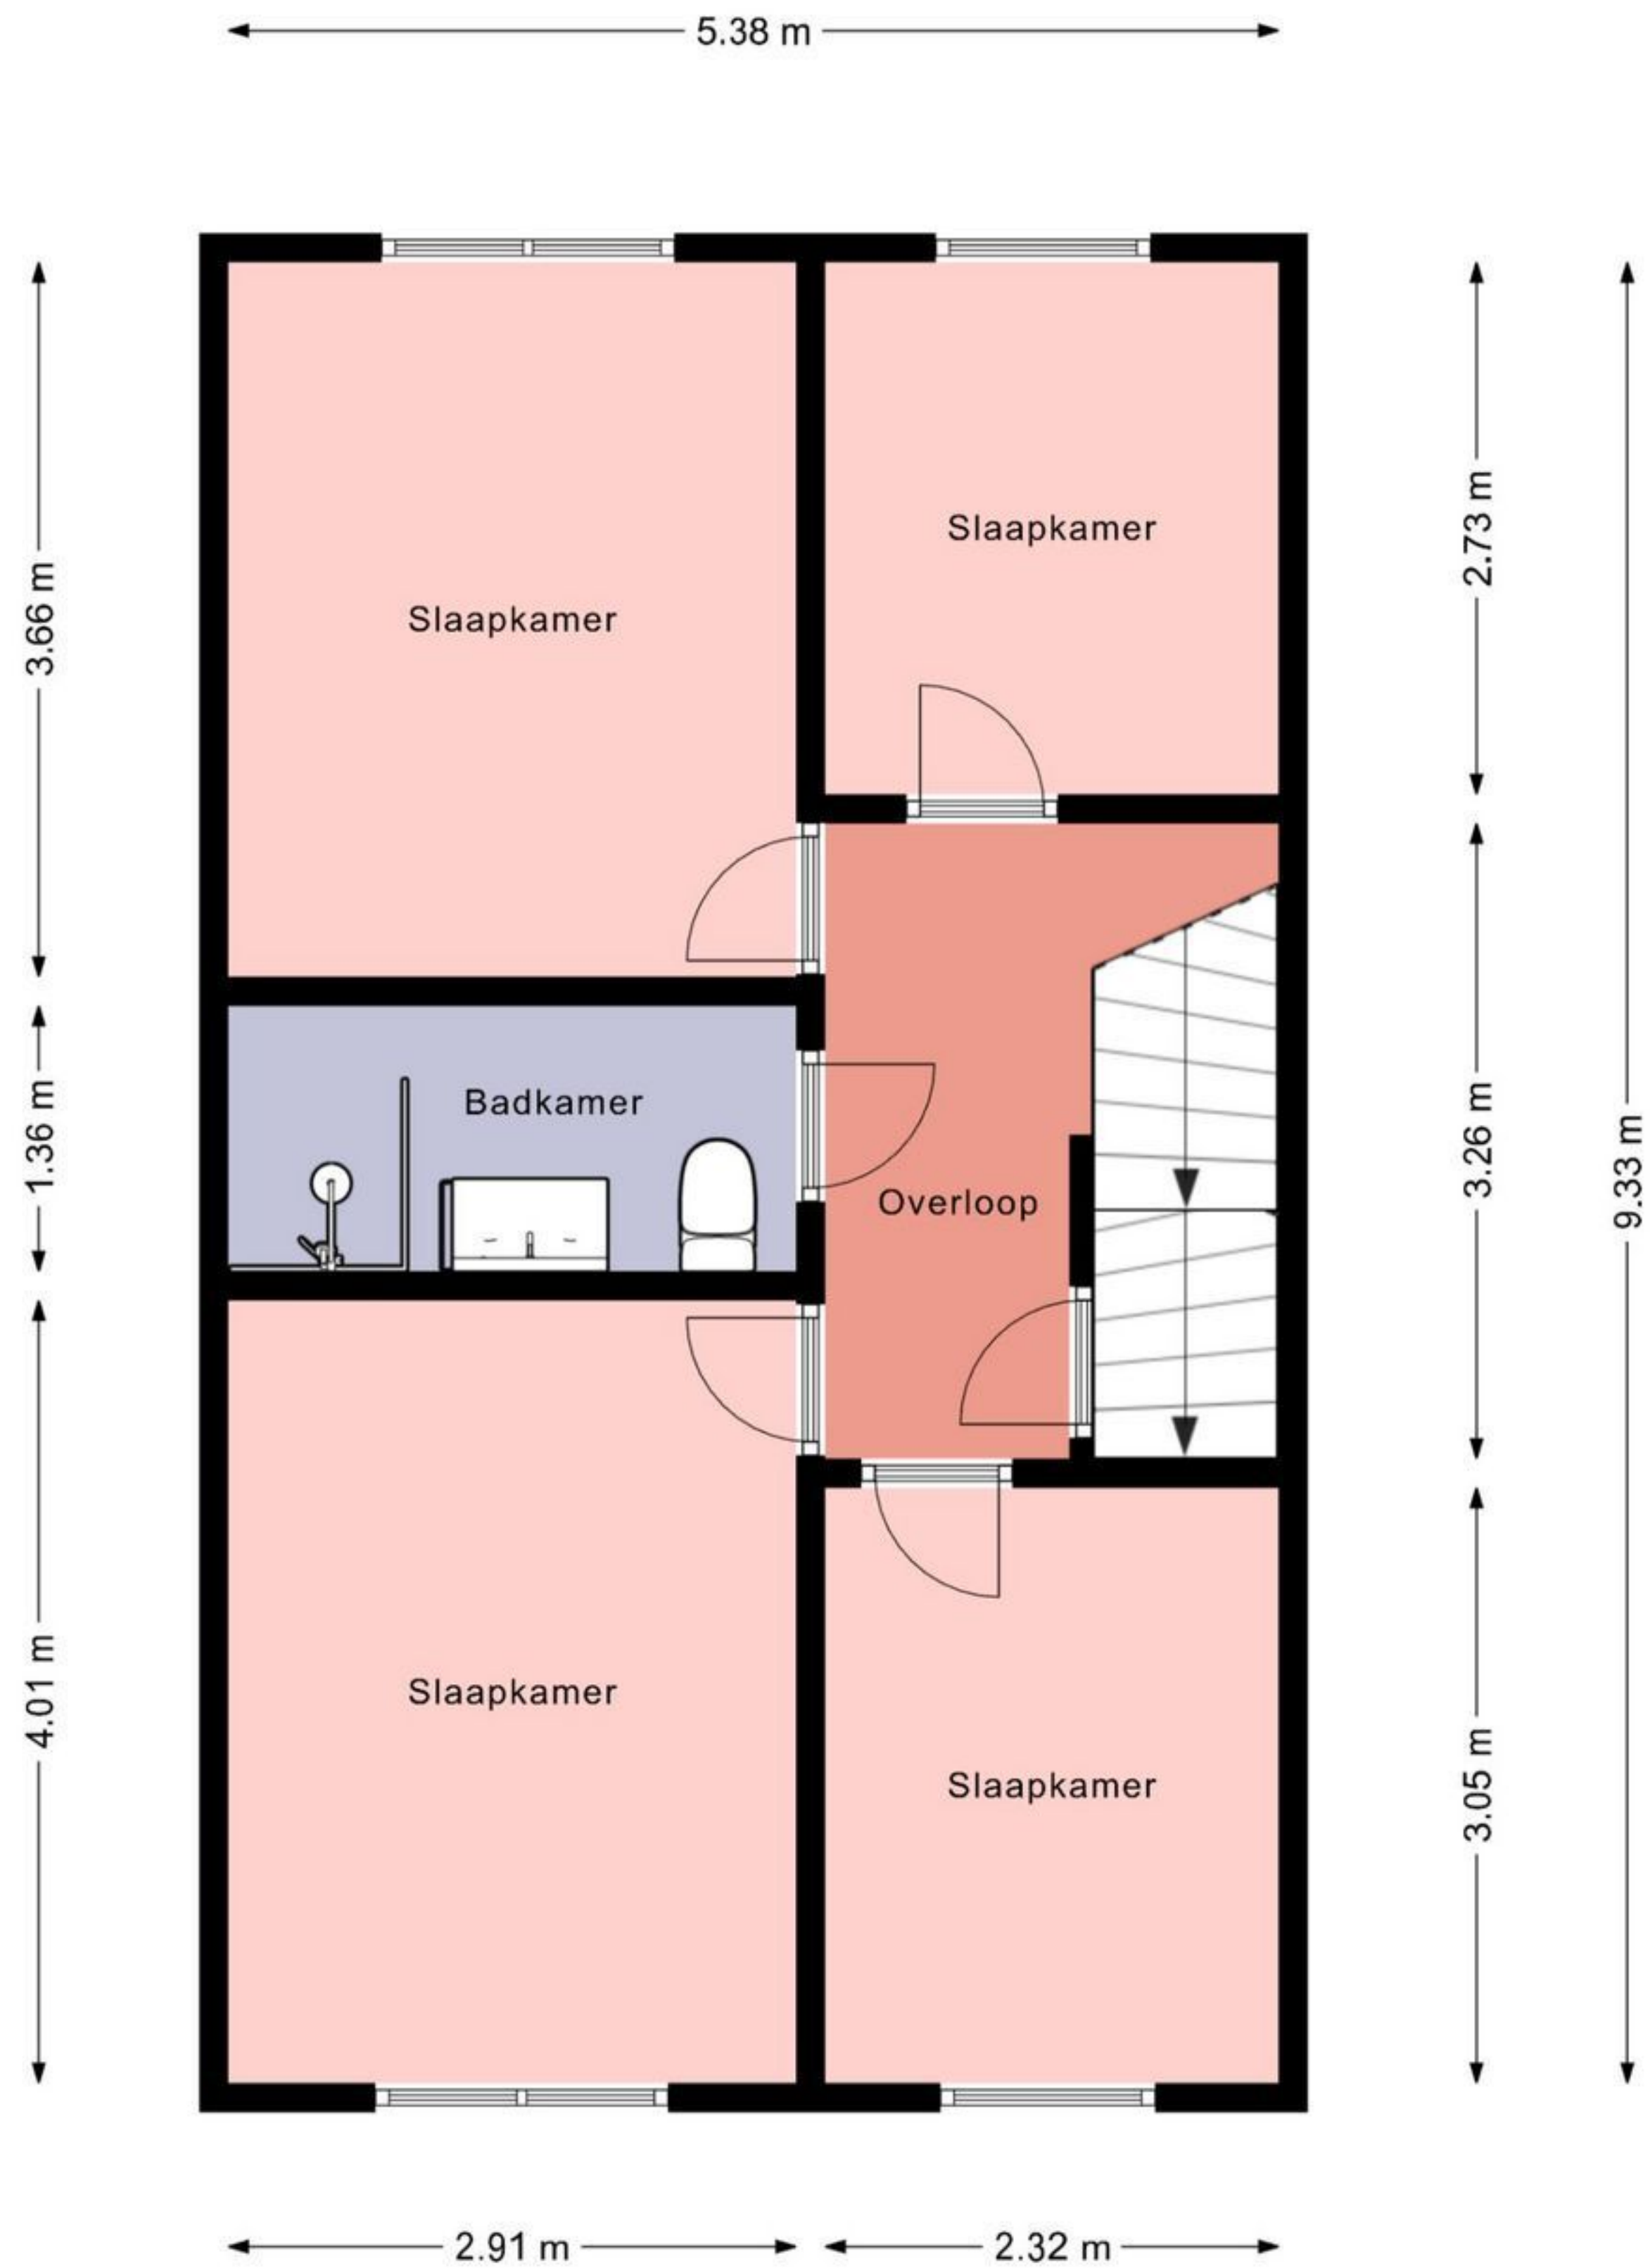 5.38 m
Slaapkamer
Slaapkamer
3.66 m
2.73 m
Badkamer
1.36 m
Overloop
3.26 m
9.33 m
Slaapkamer
4.01 m
Slaapkamer
3.05 m
2.91 m
2.32 m